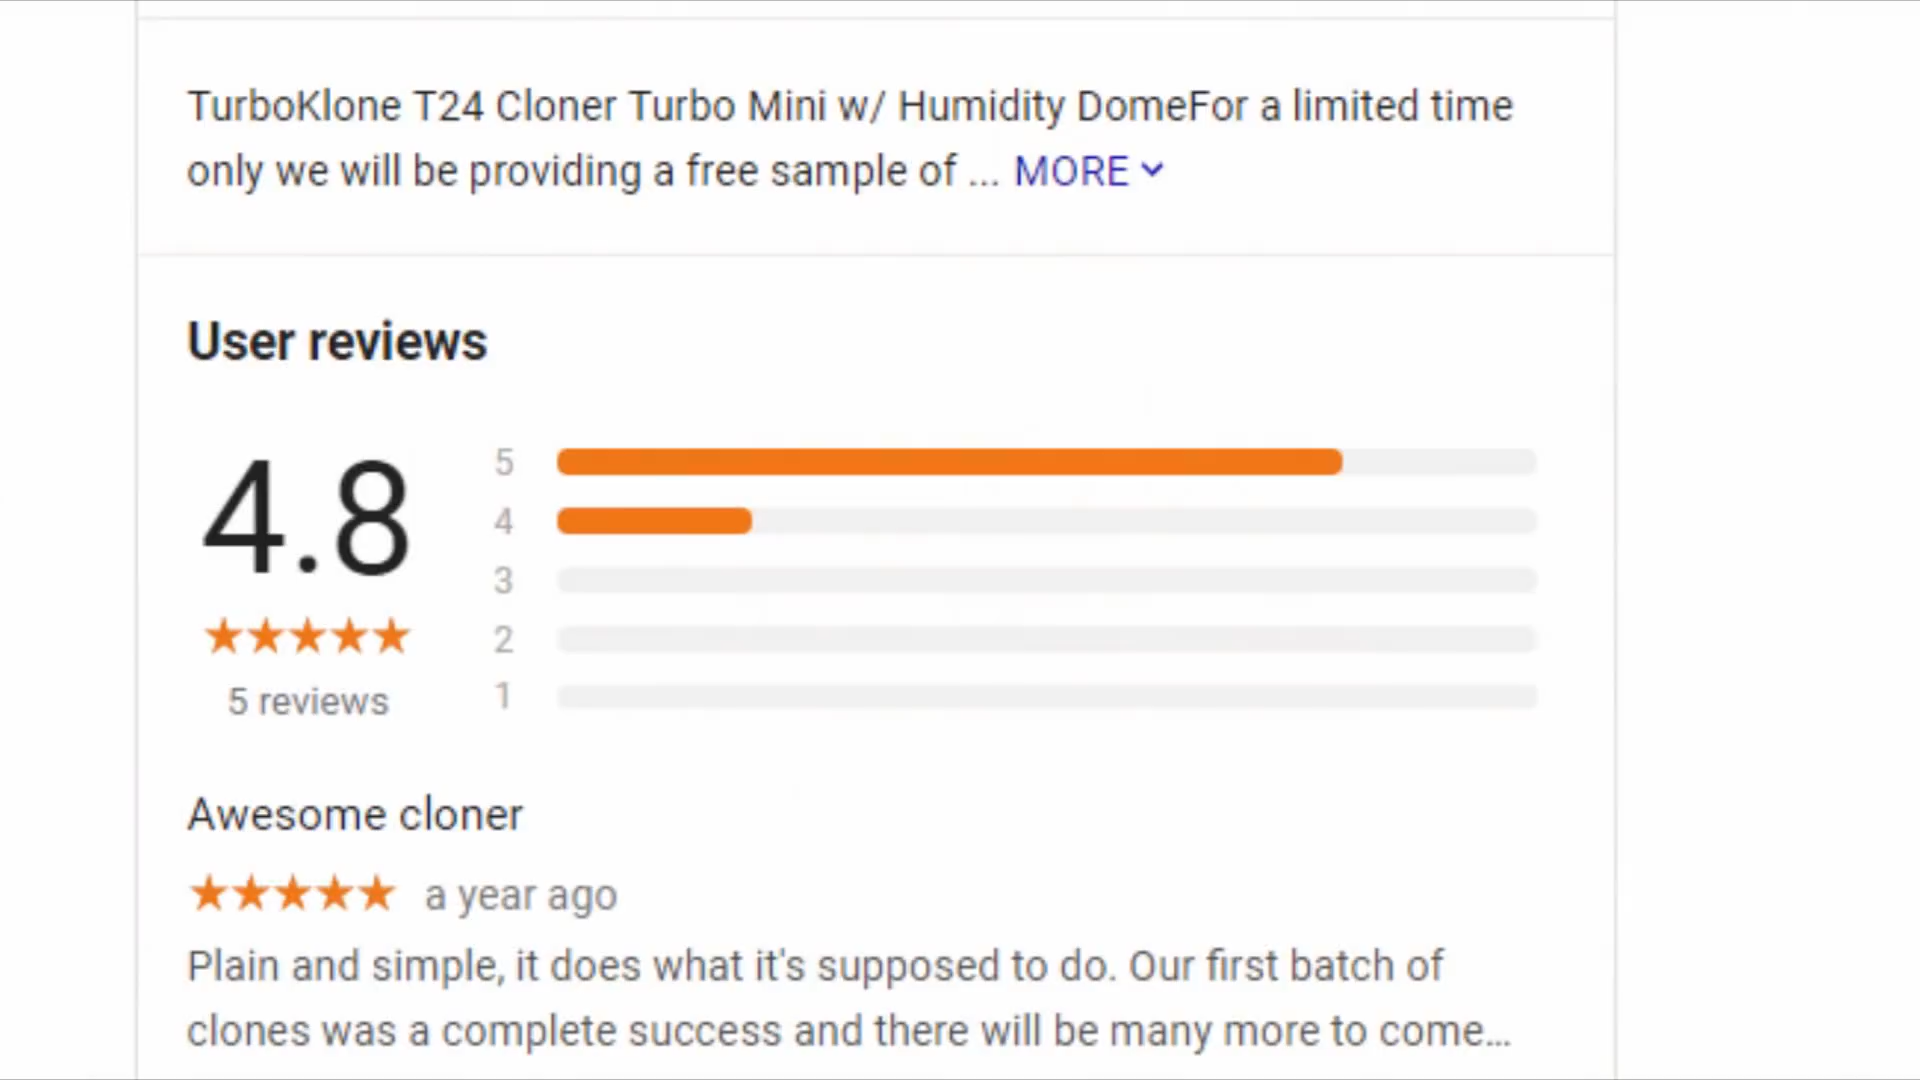 TurboKlone T24 Cloner Turbo Mini w/ Humidity DomeFor a limited time
only we will be providing a free sample of ... MORE
User reviews
4.8
5 reviews
5
4
3
2
1
Awesome cloner
a year ago
Plain and simple, it does what it's supposed to do. Our first batch of
clones was a complete success and there will be many more to come...